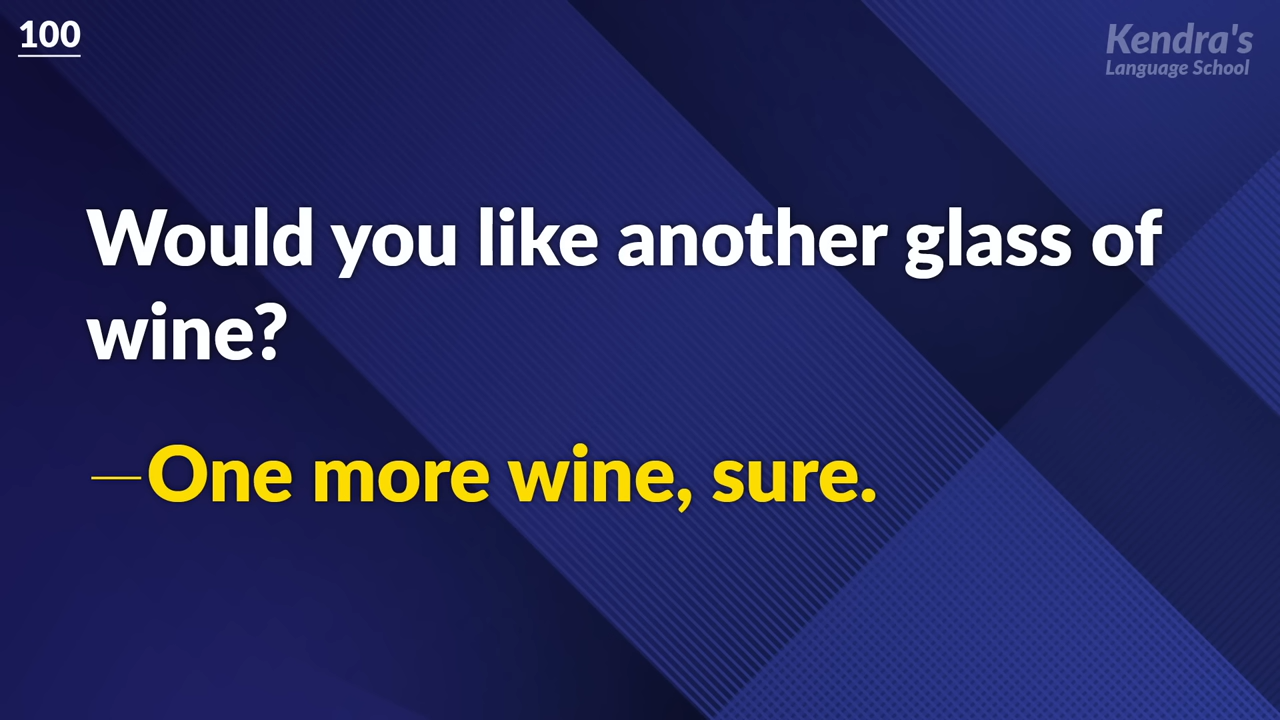 100
Kendra's
Language School
Would you like another glass of
wine?
—One more wine, sure.